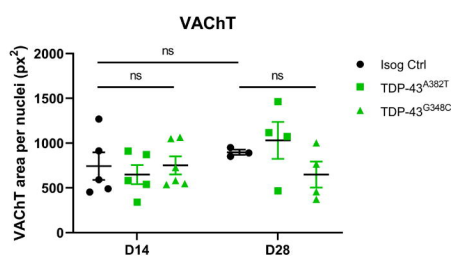 VAChT
VAChT area per nuclei (px²)
2000
1500
1000
500
0
ns
ns
ns
D14
D28
Isog Ctrl
TDP-43ᴬ³⁸²ᵀ
TDP-43ᴳ³⁴⁸ᶜ